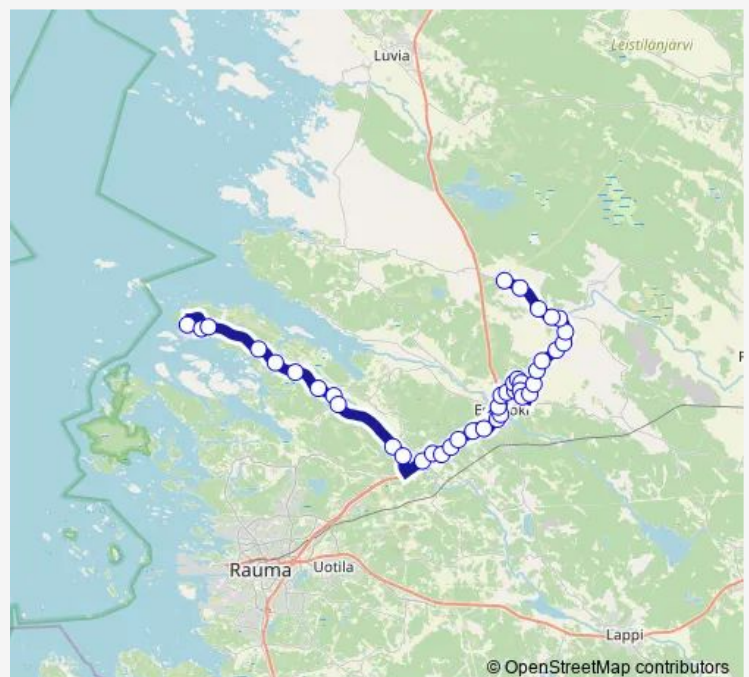 Luvia
Leistilänjärvi
Rauma
Uotila
Lappi
© OpenStreetMap contributors